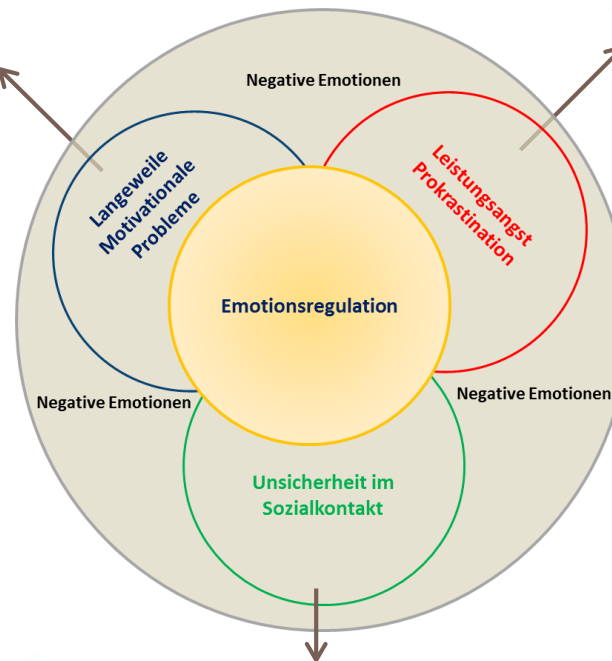 Negative Emotionen
Langeweile
Motivationale
Probleme
Leistungsangst
Prokrastination
Emotionsregulation
Negative Emotionen
Negative Emotionen
Unsicherheit im
Sozialkontakt